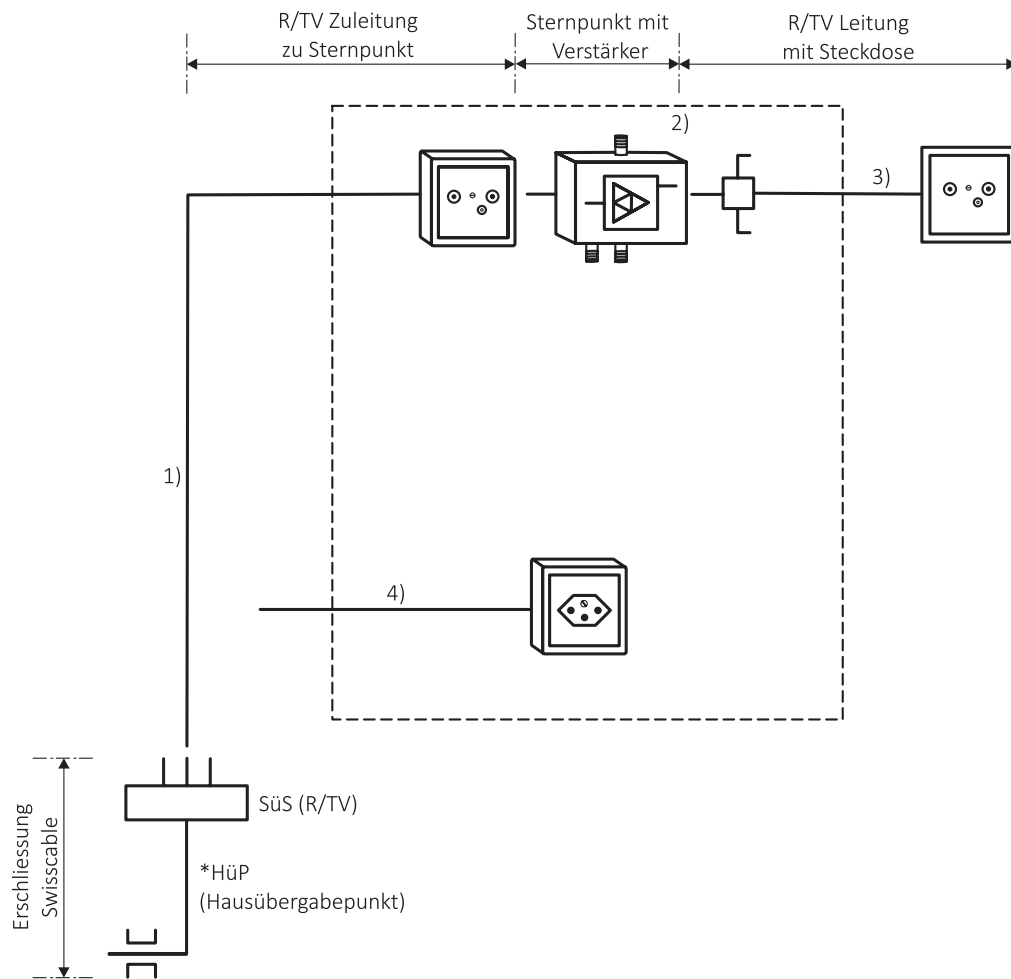 R/TV Zuleitung
zu Sternpunkt
Sternpunkt mit
Verstärker
R/TV Leitung
mit Steckdose
2)
3)
1)
4)
SüS (R/TV)
*HüP
(Hausübergabepunkt)
Erschliessung
Swisscable